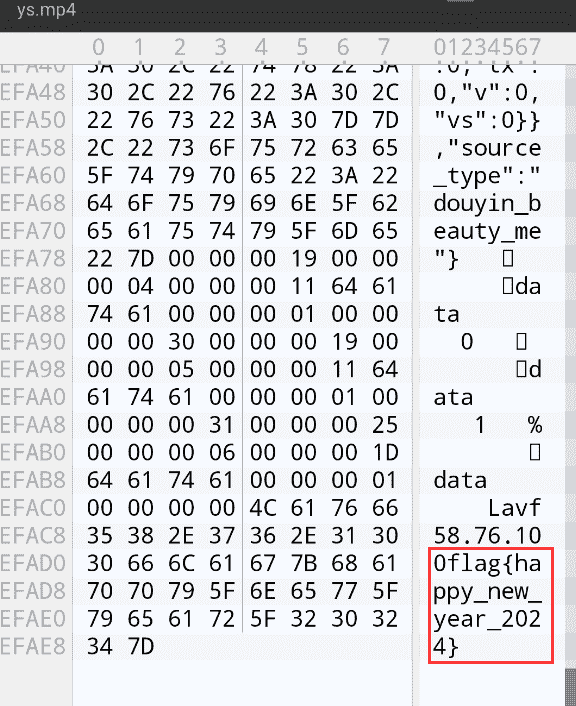 ys.mp4
0 1 2 3 4 5 6 7 01234567
EFA40 3A 30 2C 22 74 78 22 3A :0,"tx":
EFA48 30 2C 22 76 22 3A 30 2C 0,"v":0,
EFA50 22 76 73 22 3A 30 7D 7D "vs":0}}
EFA58 2C 22 73 6F 75 72 63 65 ,"source
EFA60 5F 74 79 70 65 22 3A 22 _type":"
EFA68 64 6F 75 79 69 6E 5F 62 douyin_b
EFA70 65 61 75 74 79 5F 6D 65 eauty_me
EFA78 22 7D 00 00 00 19 00 00 "}
EFA80 00 04 00 00 00 11 64 61 da
EFA88 74 61 00 00 00 01 00 00 ta
EFA90 00 00 30 00 00 00 19 00 0
EFA98 00 00 05 00 00 00 11 64 d
EFAA0 61 74 61 00 00 00 01 00 ata
EFAA8 00 00 00 31 00 00 00 25 1 %
EFAB0 00 00 00 06 00 00 00 1D
EFAB8 64 61 74 61 00 00 00 01 data
EFAC0 00 00 00 00 4C 61 76 66 Lavf
EFAC8 35 38 2E 37 36 2E 31 30 58.76.10
EFAD0 30 66 6C 61 67 7B 68 61 0flag{ha
EFAD8 70 70 79 5F 6E 65 77 5F ppy_new_
EFAE0 79 65 61 72 5F 32 30 32 year_202
EFAE8 34 7D 4}